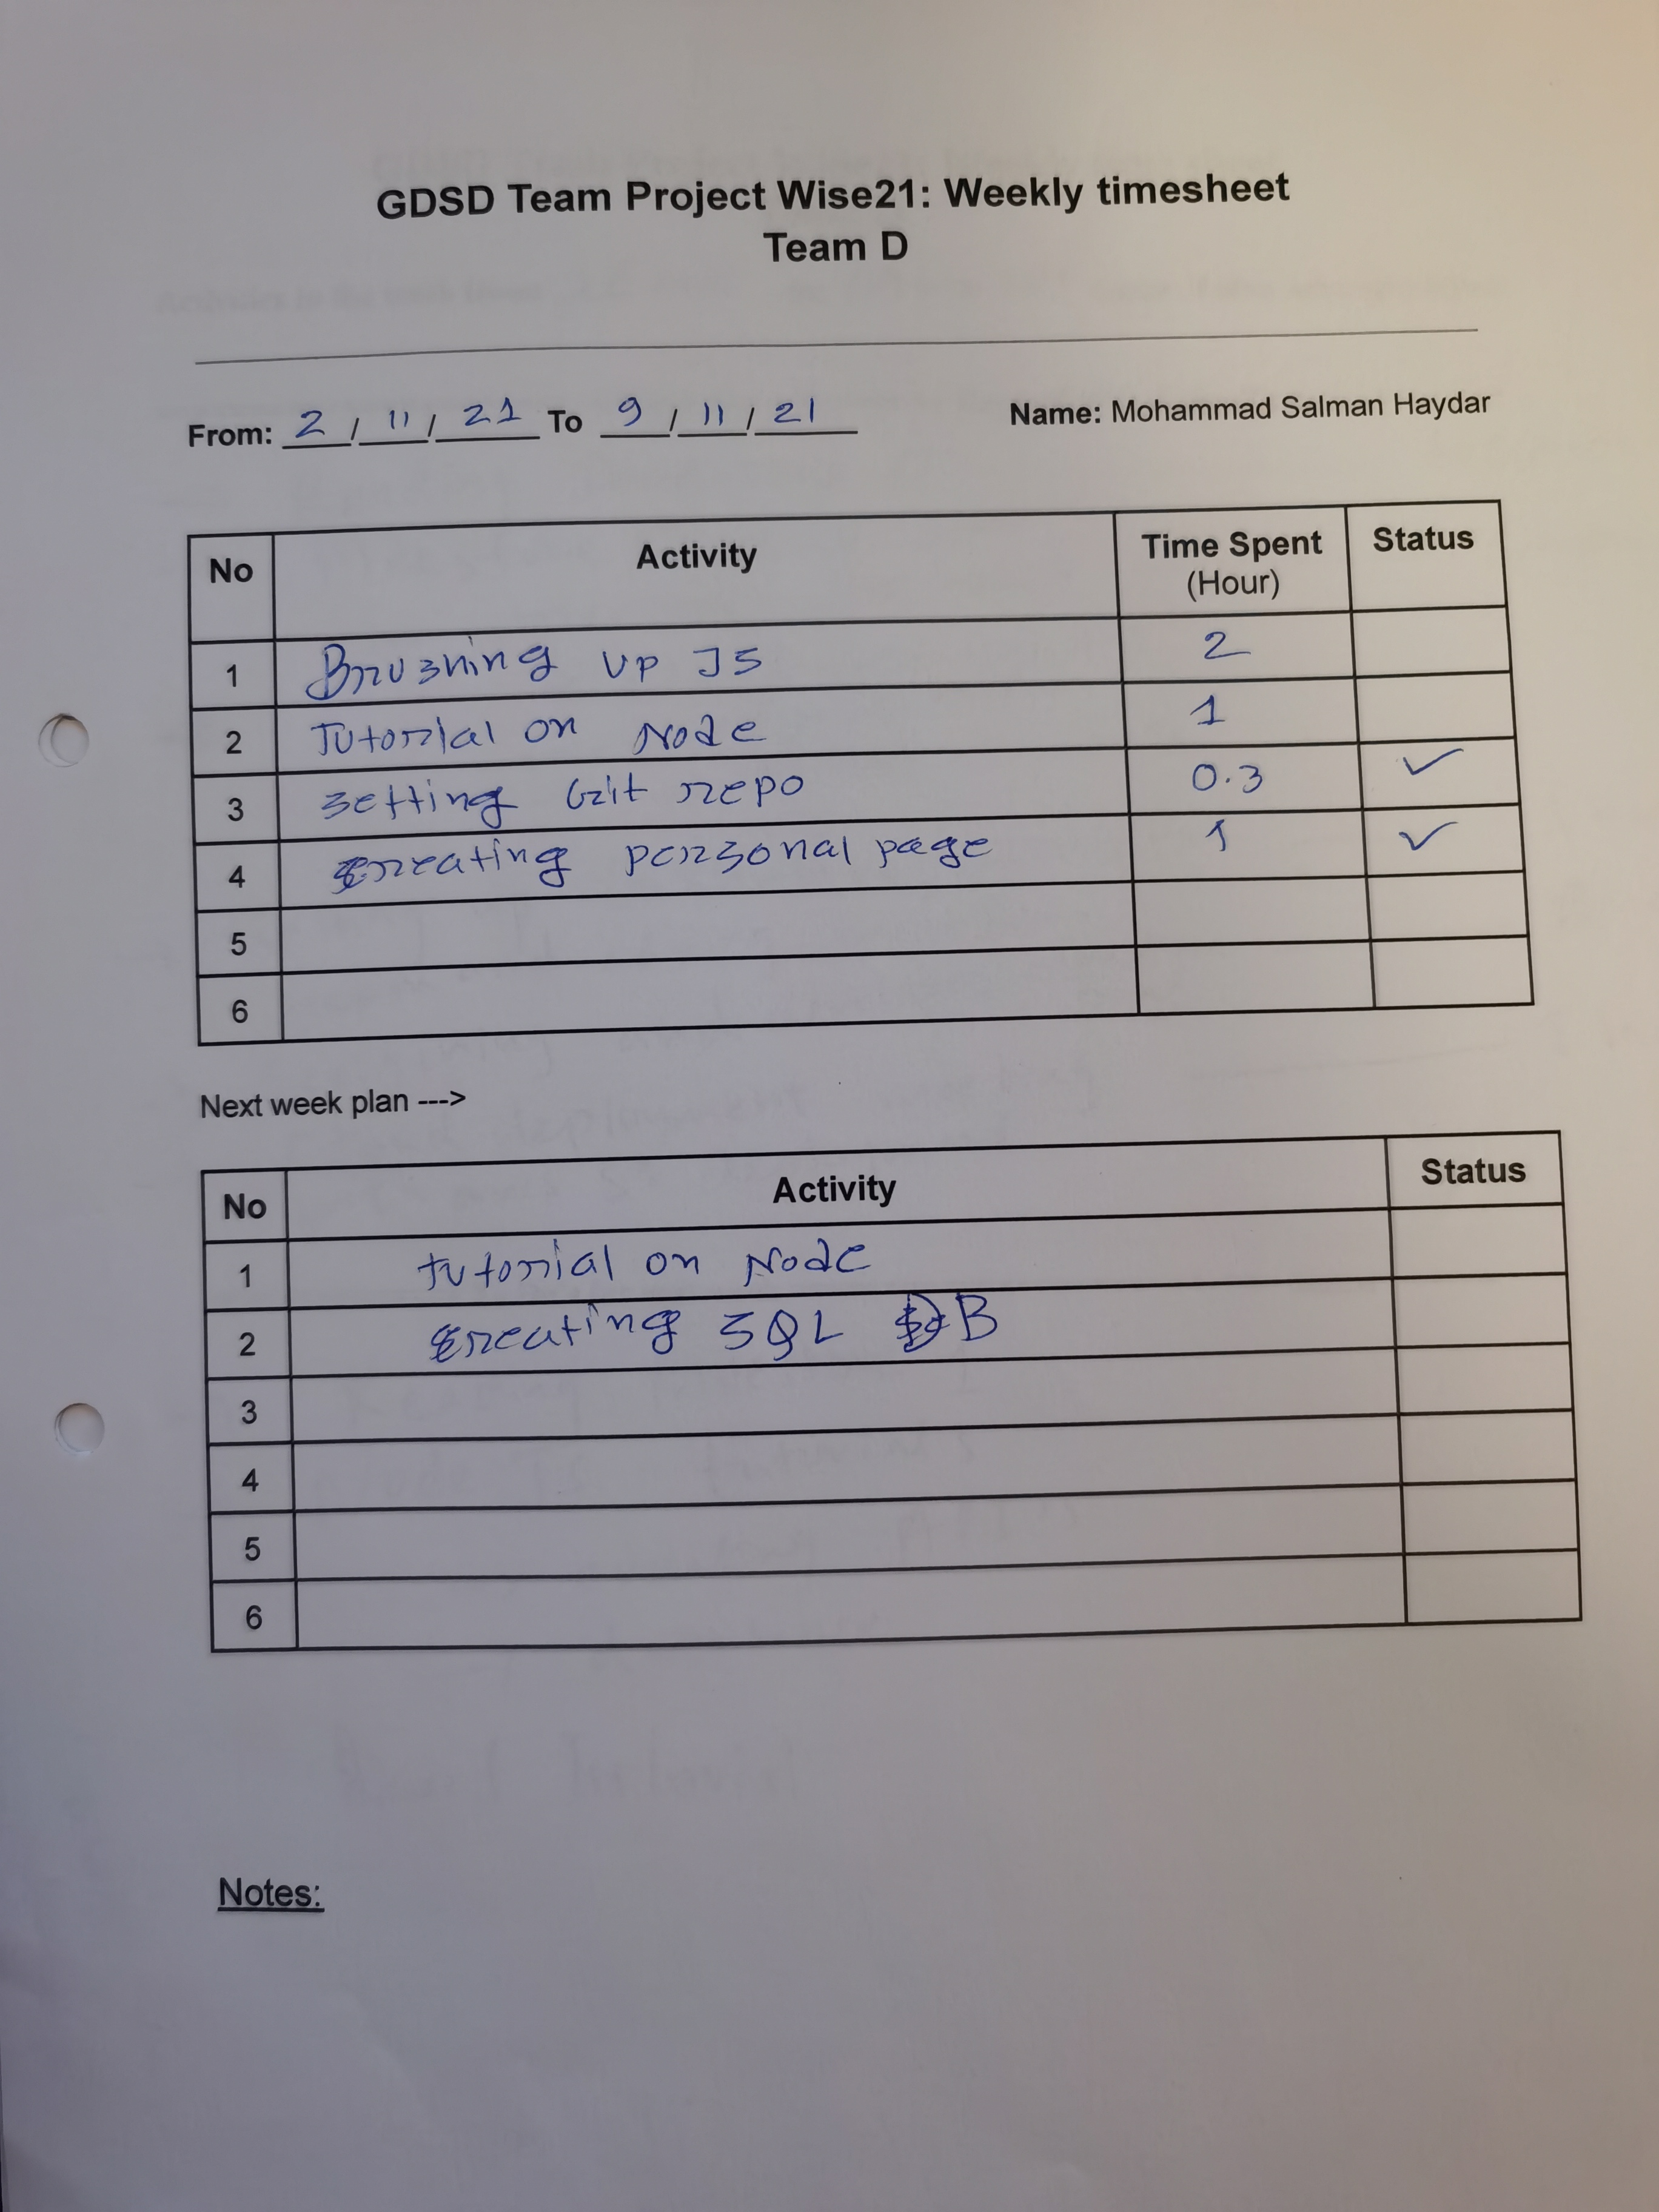 GDSD Team Project Wise21: Weekly timesheet
Team D
From: 2 / 11 / 21 To 9 / 11 / 21 Name: Mohammad Salman Haydar
No Activity Time Spent (Hour) Status
1 Brushing up JS 2
2 Tutorial on Node 1
3 setting Git repo 0.3 ✓
4 creating personal page 1 ✓
5
6
Next week plan --->
No Activity Status
1 tutorial on Node
2 creating SQL DB
3
4
5
6
Notes: